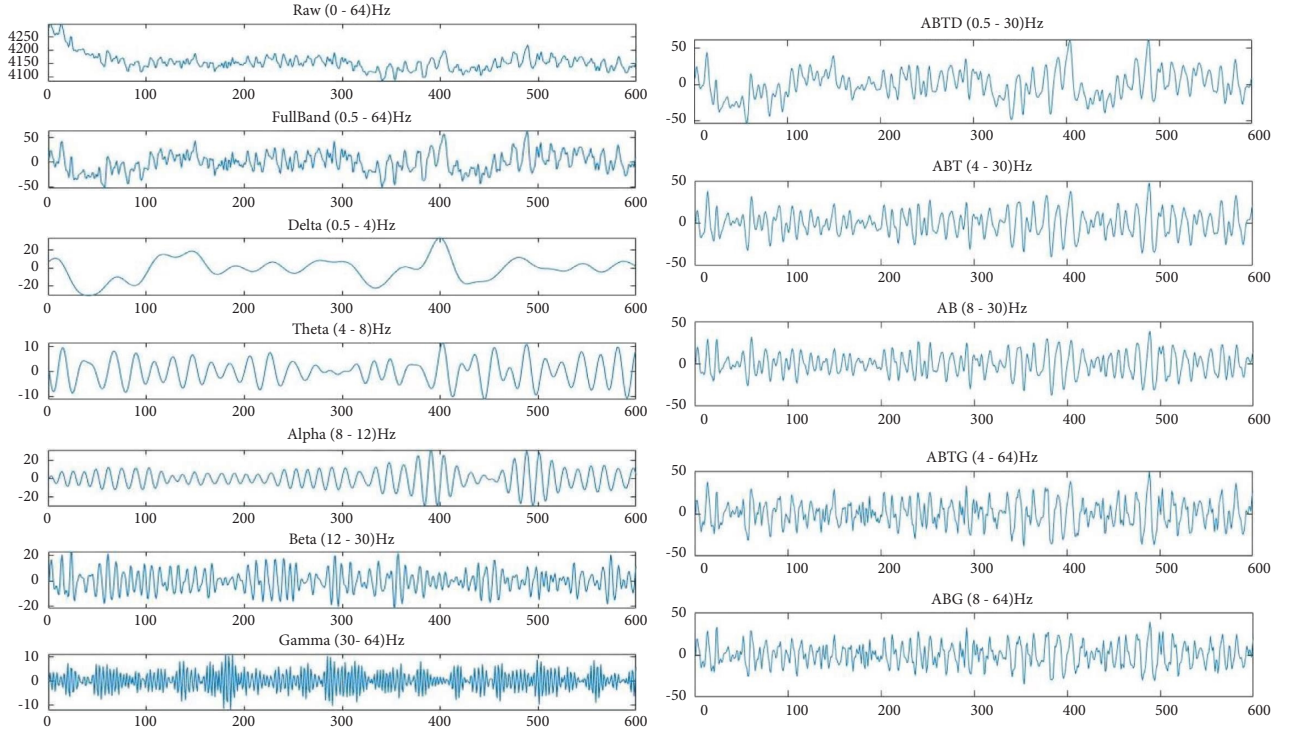 Raw (0 - 64)Hz
4250
4200
4150
4100
0 100 200 300 400 500 600
FullBand (0.5 - 64)Hz
50
0
-50
0 100 200 300 400 500 600
Delta (0.5 - 4)Hz
20
0
-20
0 100 200 300 400 500 600
Theta (4 - 8)Hz
10
0
-10
0 100 200 300 400 500 600
Alpha (8 - 12)Hz
20
0
-20
0 100 200 300 400 500 600
Beta (12 - 30)Hz
20
0
-20
0 100 200 300 400 500 600
Gamma (30- 64)Hz
10
0
-10
0 100 200 300 400 500 600
ABTD (0.5 - 30)Hz
50
0
-50
0 100 200 300 400 500 600
ABT (4 - 30)Hz
50
0
-50
0 100 200 300 400 500 600
AB (8 - 30)Hz
50
0
-50
0 100 200 300 400 500 600
ABTG (4 - 64)Hz
50
0
-50
0 100 200 300 400 500 600
ABG (8 - 64)Hz
50
0
-50
0 100 200 300 400 500 600